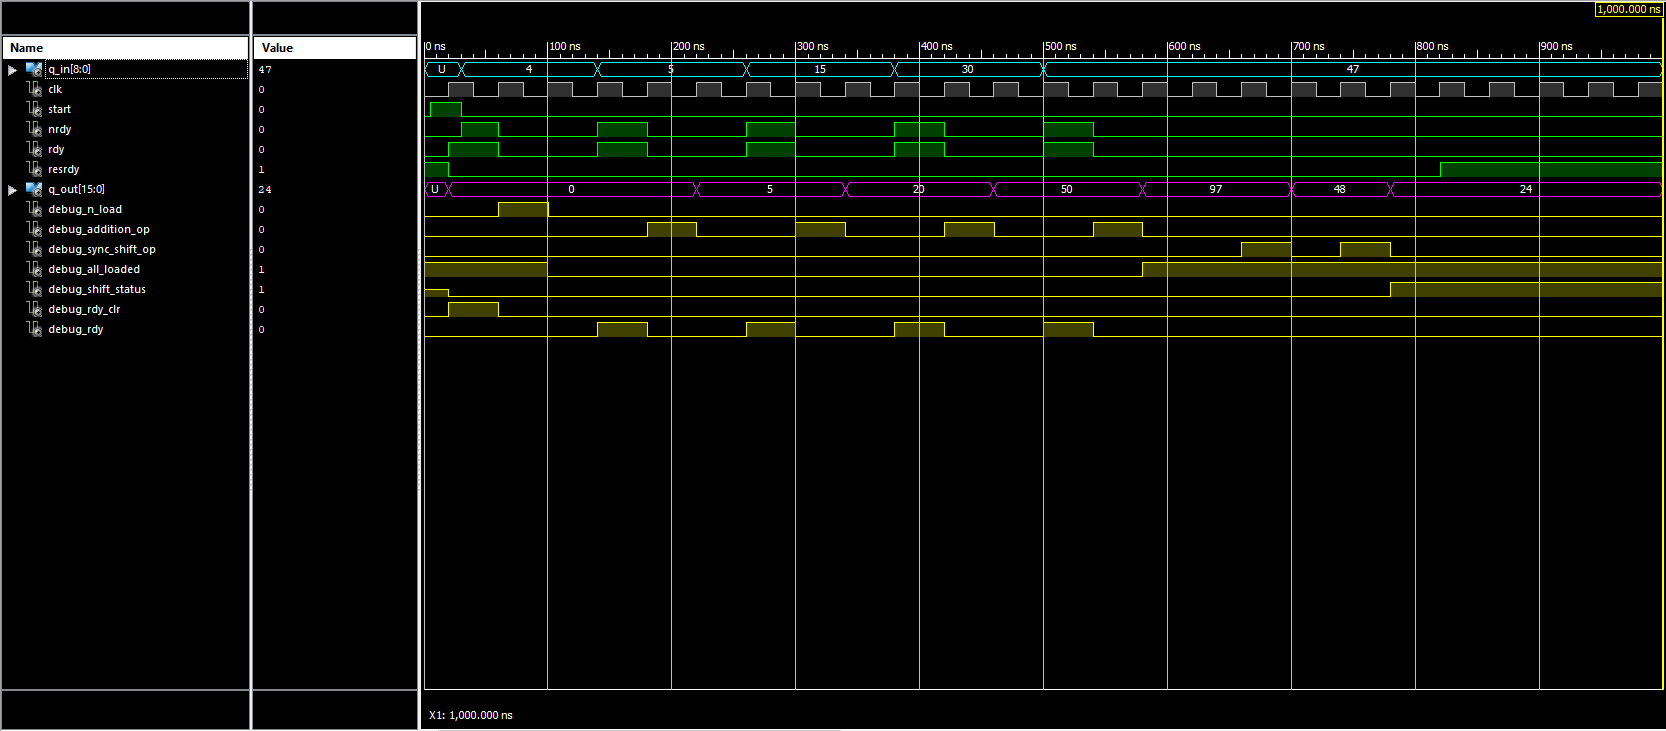 1,000.000 ns
Name Value
0 ns 100 ns 200 ns 300 ns 400 ns 500 ns 600 ns 700 ns 800 ns 900 ns
q_in[8:0] 47 U 4 5 15 30 47
clk 0
start 0
nrdy 0
rdy 0
resrdy 1
q_out[15:0] 24 U 0 5 20 50 97 48 24
debug_n_load 0
debug_addition_op 0
debug_sync_shift_op 0
debug_all_loaded 1
debug_shift_status 1
debug_rdy_clr 0
debug_rdy 0
X1: 1,000.000 ns